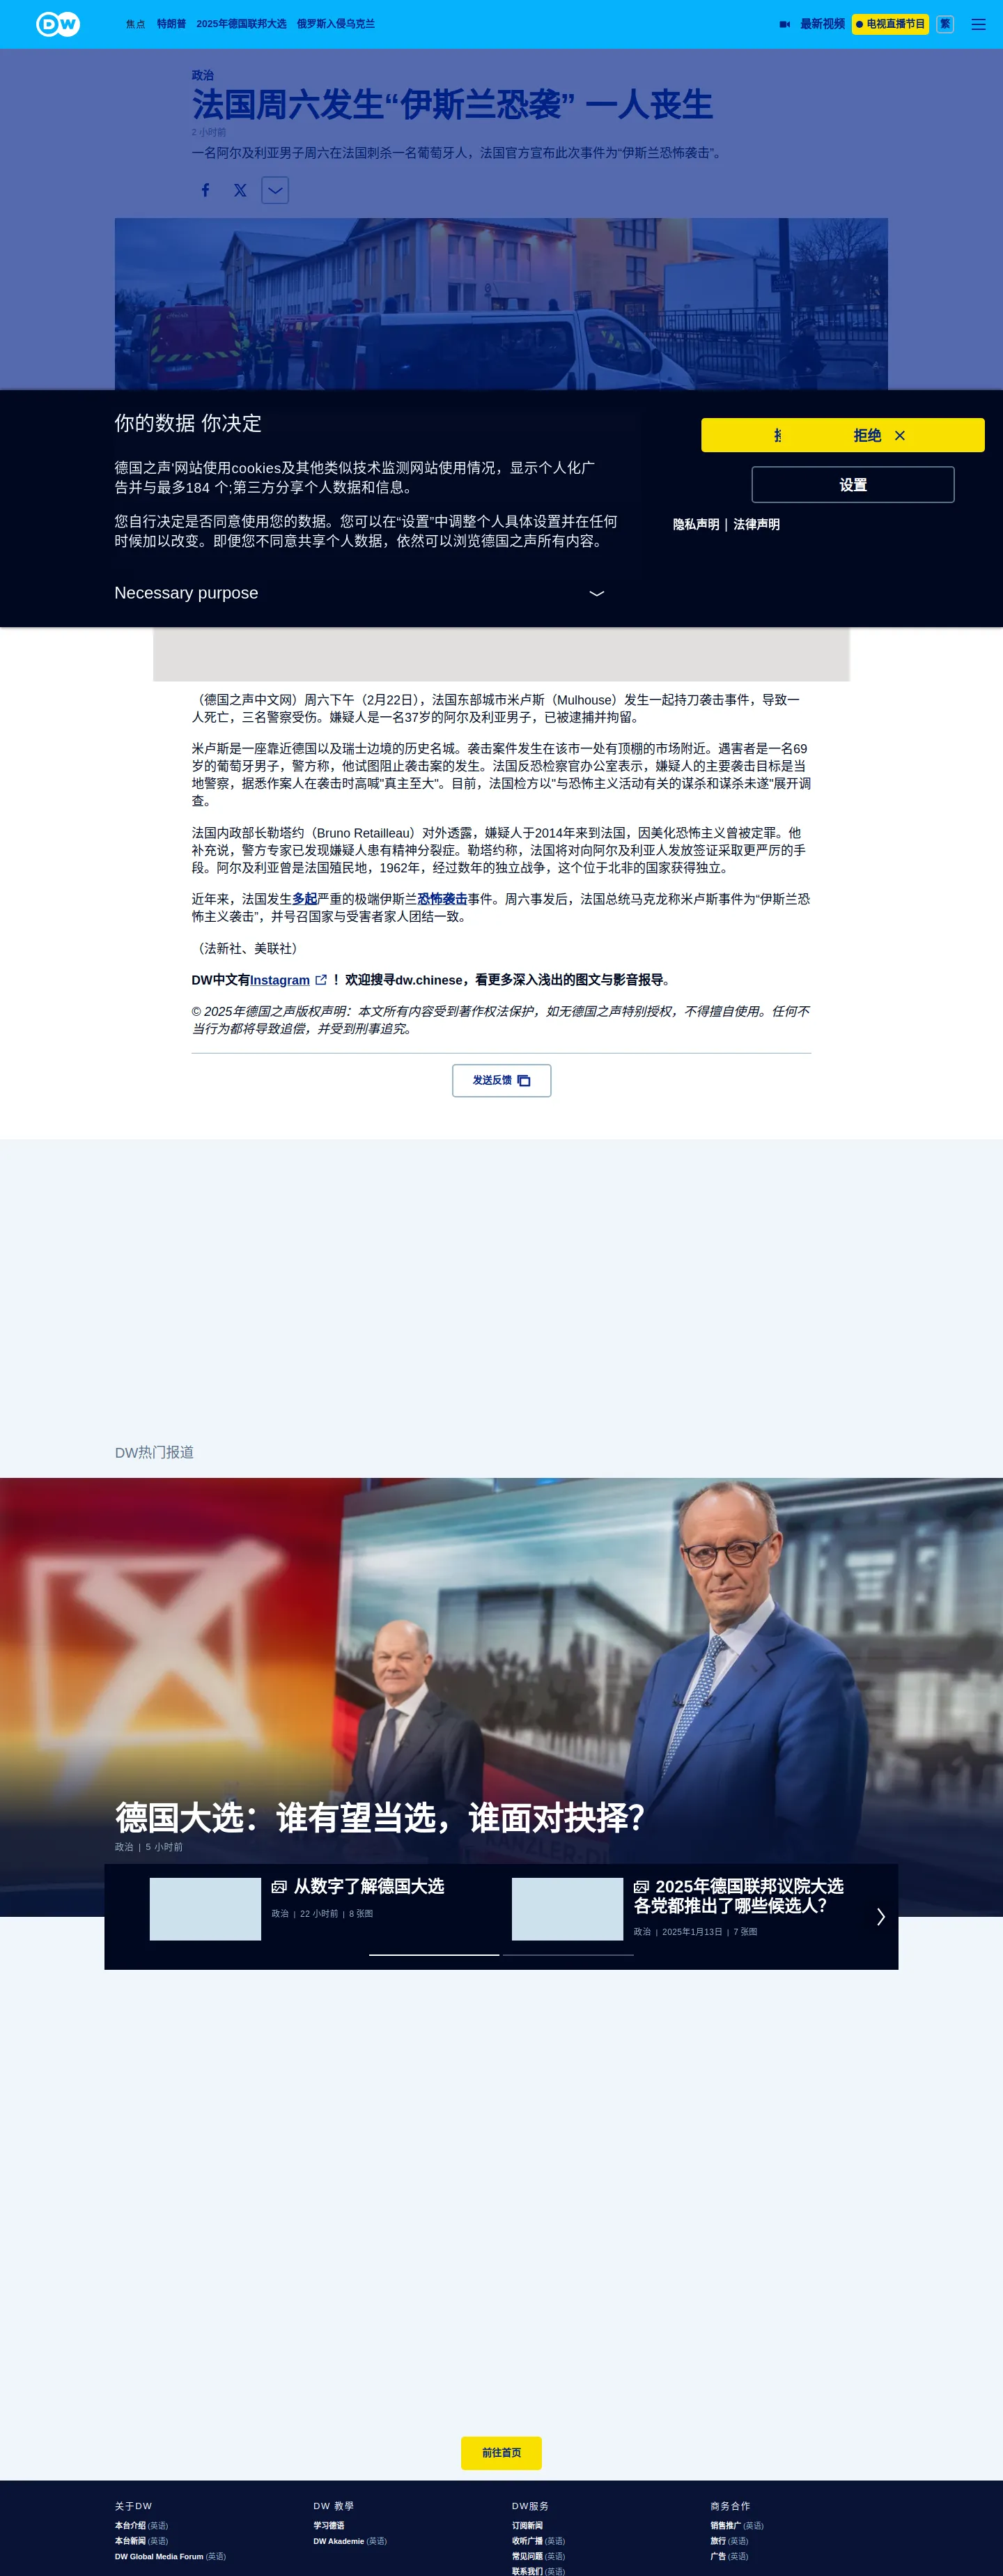 DW
焦点 特朗普 2025年德国联邦大选 俄罗斯入侵乌克兰
最新视频 电视直播节目 繁
政治
法国周六发生“伊斯兰恐袭” 一人丧生
2 小时前
一名阿尔及利亚男子周六在法国刺杀一名葡萄牙人，法国官方宣布此次事件为“伊斯兰恐怖袭击”。
你的数据 你决定
德国之声'网站使用cookies及其他类似技术监测网站使用情况，显示个人化广
告并与最多184 个;第三方分享个人数据和信息。
您自行决定是否同意使用您的数据。您可以在“设置”中调整个人具体设置并在任何
时候加以改变。即便您不同意共享个人数据，依然可以浏览德国之声所有内容。
Necessary purpose
拒绝
设置
隐私声明 | 法律声明
（德国之声中文网）周六下午（2月22日），法国东部城市米卢斯（Mulhouse）发生一起持刀袭击事件，导致一
人死亡，三名警察受伤。嫌疑人是一名37岁的阿尔及利亚男子，已被逮捕并拘留。
米卢斯是一座靠近德国以及瑞士边境的历史名城。袭击案件发生在该市一处有顶棚的市场附近。遇害者是一名69
岁的葡萄牙男子，警方称，他试图阻止袭击案的发生。法国反恐检察官办公室表示，嫌疑人的主要袭击目标是当
地警察，据悉作案人在袭击时高喊"真主至大"。目前，法国检方以"与恐怖主义活动有关的谋杀和谋杀未遂"展开调
查。
法国内政部长勒塔约（Bruno Retailleau）对外透露，嫌疑人于2014年来到法国，因美化恐怖主义曾被定罪。他
补充说，警方专家已发现嫌疑人患有精神分裂症。勒塔约称，法国将对向阿尔及利亚人发放签证采取更严厉的手
段。阿尔及利亚曾是法国殖民地，1962年，经过数年的独立战争，这个位于北非的国家获得独立。
近年来，法国发生多起严重的极端伊斯兰恐怖袭击事件。周六事发后，法国总统马克龙称米卢斯事件为“伊斯兰恐
怖主义袭击”，并号召国家与受害者家人团结一致。
（法新社、美联社）
DW中文有Instagram ！欢迎搜寻dw.chinese，看更多深入浅出的图文与影音报导。
© 2025年德国之声版权声明：本文所有内容受到著作权法保护，如无德国之声特别授权，不得擅自使用。任何不
当行为都将导致追偿，并受到刑事追究。
发送反馈
DW热门报道
德国大选：谁有望当选，谁面对抉择？
政治 | 5 小时前
从数字了解德国大选
政治 | 22 小时前 | 8 张图
2025年德国联邦议院大选
各党都推出了哪些候选人？
政治 | 2025年1月13日 | 7 张图
前往首页
关于DW
本台介绍 (英语)
本台新闻 (英语)
DW Global Media Forum (英语)
DW 教學
学习德语
DW Akademie (英语)
DW服务
订阅新闻
收听广播 (英语)
常见问题 (英语)
联系我们 (英语)
商务合作
销售推广 (英语)
旅行 (英语)
广告 (英语)